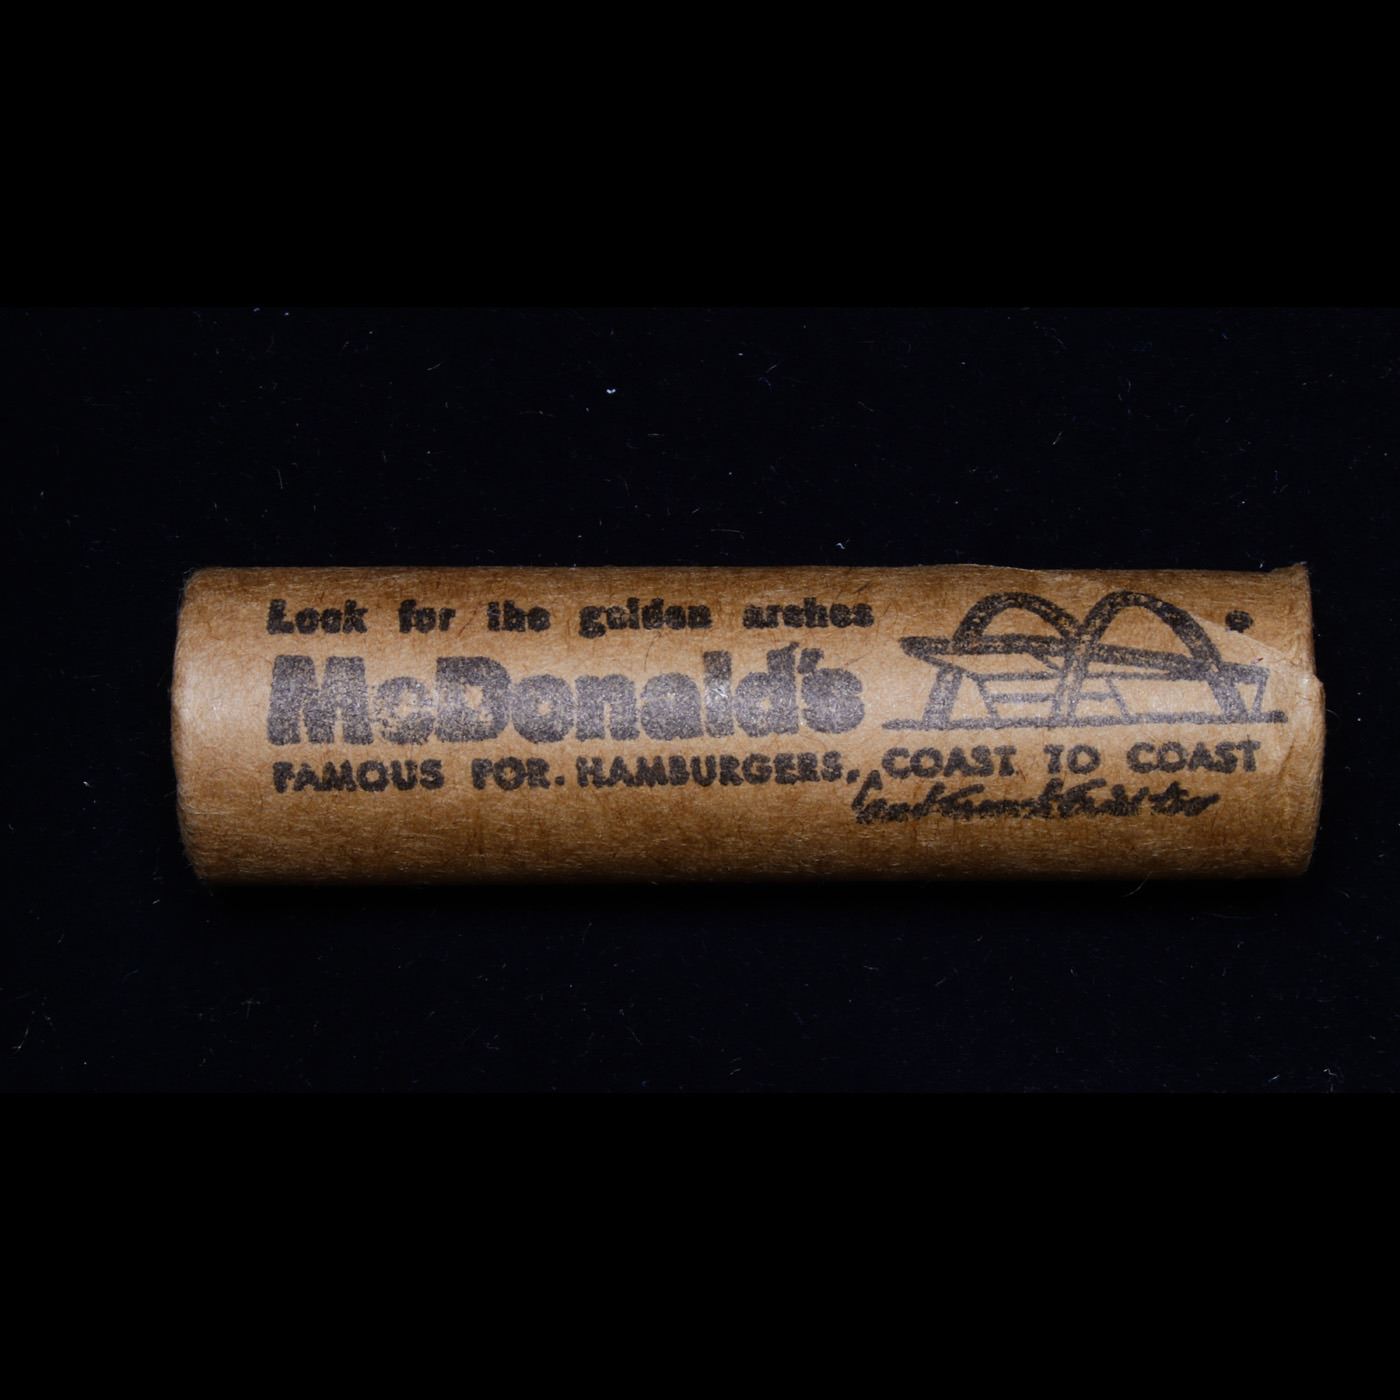 Look for the golden arches
McDonald's
FAMOUS FOR. HAMBURGERS, COAST TO COAST